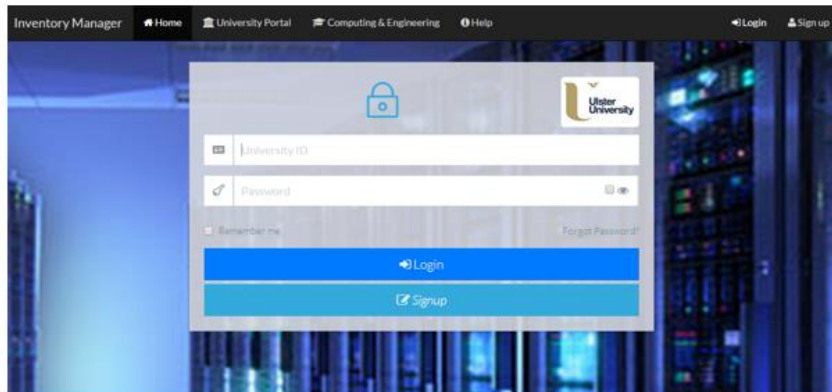 Inventory Manager Home University Portal Computing & Engineering Help Login Sign up
Ulster
University
University ID
Password
Remember me Forgot Password?
Login
Signup